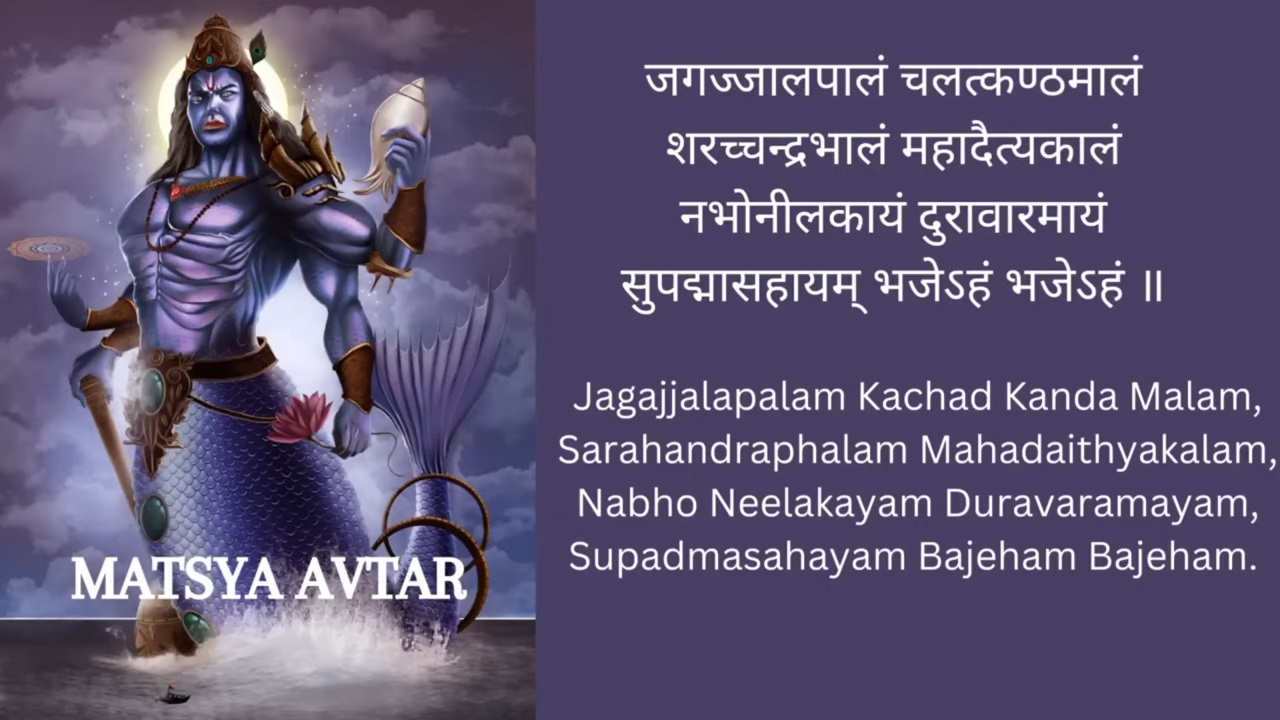 MATSYA AVTAR
जगज्जालपालं चलत्कण्ठमालं
शरच्चन्द्रभालं महादैत्यकालं
नभोनीलकायं दुरावारमायं
सुपद्मासहायम् भजेऽहं भजेऽहं ॥
Jagajjalapalam Kachad Kanda Malam,
Sarahandraphalam Mahadaithyakalam,
Nabho Neelakayam Duravaramayam,
Supadmasahayam Bajeham Bajeham.